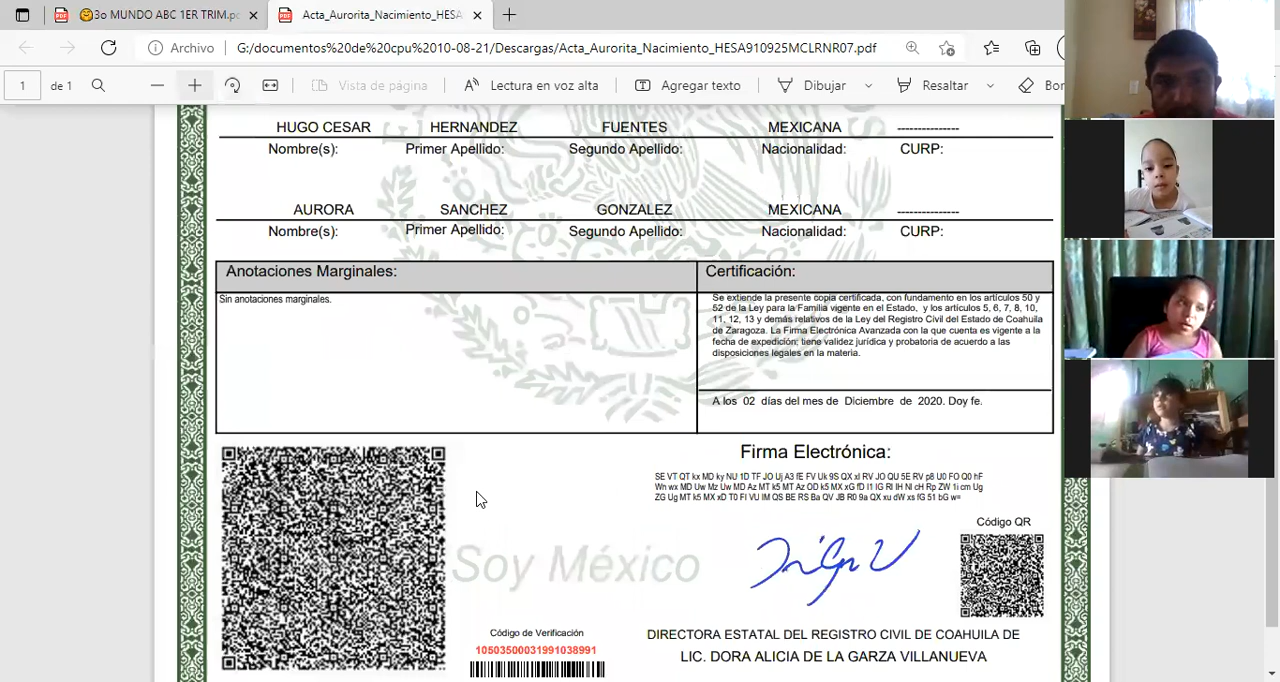 3o MUNDO ABC 1ER TRIM.pd
Acta_Aurorita_Nacimiento_HESA
Archivo G:/documentos%20de%20cpu%2010-08-21/Descargas/Acta_Aurorita_Nacimiento_HESA910925MCLRNR07.pdf
1 de 1 Vista de página Lectura en voz alta Agregar texto Dibujar Resaltar Bor
HUGO CESAR HERNANDEZ FUENTES MEXICANA ---------------
Nombre(s): Primer Apellido: Segundo Apellido: Nacionalidad: CURP:
AURORA SANCHEZ GONZALEZ MEXICANA ---------------
Nombre(s): Primer Apellido: Segundo Apellido: Nacionalidad: CURP:
Anotaciones Marginales:
Sin anotaciones marginales.
Certificación:
Se extiende la presente copia certificada, con fundamento en los artículos 50 y
52 de la Ley para la Familia vigente en el Estado, y los artículos 5, 6, 7, 8, 10,
11, 12, 13 y demás relativos de la Ley del Registro Civil del Estado de Coahuila
de Zaragoza. La Firma Electrónica Avanzada con la que cuenta es vigente a la
fecha de expedición; tiene validez jurídica y probatoria de acuerdo a las
disposiciones legales en la materia.
A los 02 días del mes de Diciembre de 2020. Doy fe.
Firma Electrónica:
Código QR
Soy México
Código de Verificación
10503500031991038991
DIRECTORA ESTATAL DEL REGISTRO CIVIL DE COAHUILA DE
LIC. DORA ALICIA DE LA GARZA VILLANUEVA